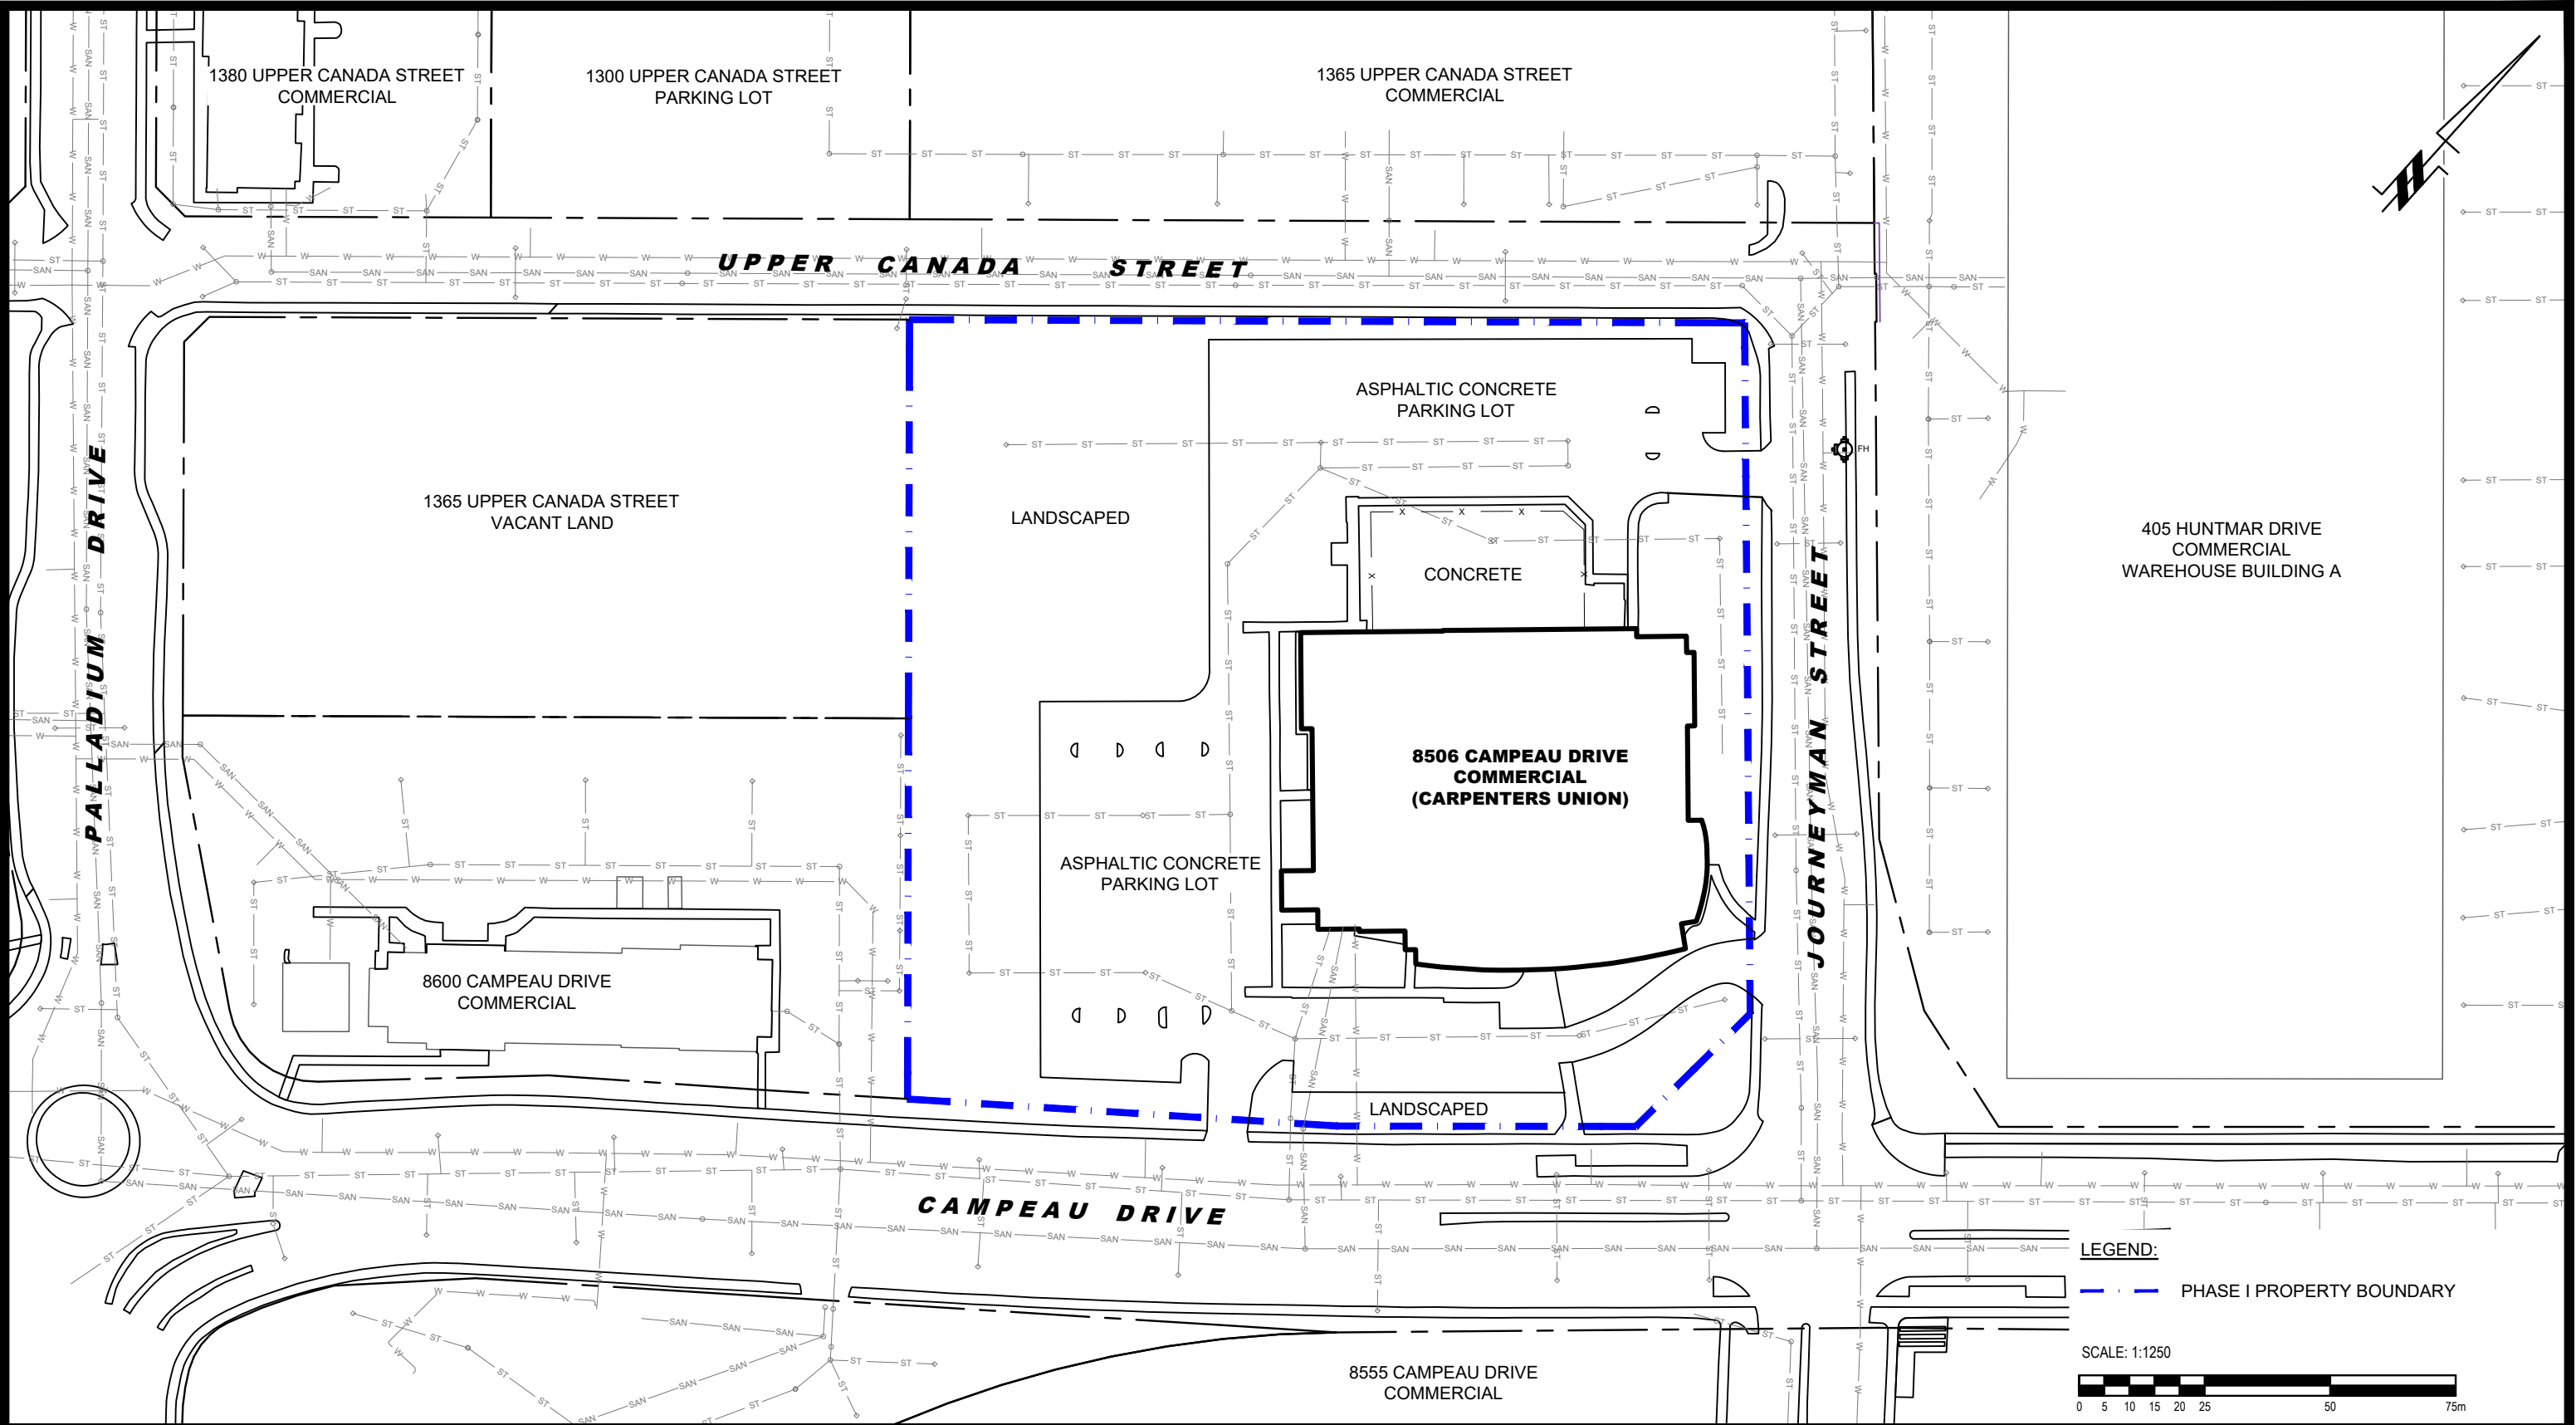 1380 UPPER CANADA STREET
COMMERCIAL
1300 UPPER CANADA STREET
PARKING LOT
1365 UPPER CANADA STREET
COMMERCIAL
UPPER CANADA STREET
ASPHALTIC CONCRETE
PARKING LOT
FH
1365 UPPER CANADA STREET
VACANT LAND
LANDSCAPED
CONCRETE
405 HUNTMAR DRIVE
COMMERCIAL
WAREHOUSE BUILDING A
PALLADIUM DRIVE
JOURNEYMAN STREET
8506 CAMPEAU DRIVE
COMMERCIAL
(CARPENTERS UNION)
ASPHALTIC CONCRETE
PARKING LOT
8600 CAMPEAU DRIVE
COMMERCIAL
LANDSCAPED
CAMPEAU DRIVE
8555 CAMPEAU DRIVE
COMMERCIAL
LEGEND:
PHASE I PROPERTY BOUNDARY
SCALE: 1:1250
0 5 10 15 20 25 50 75m
ST
SAN
W